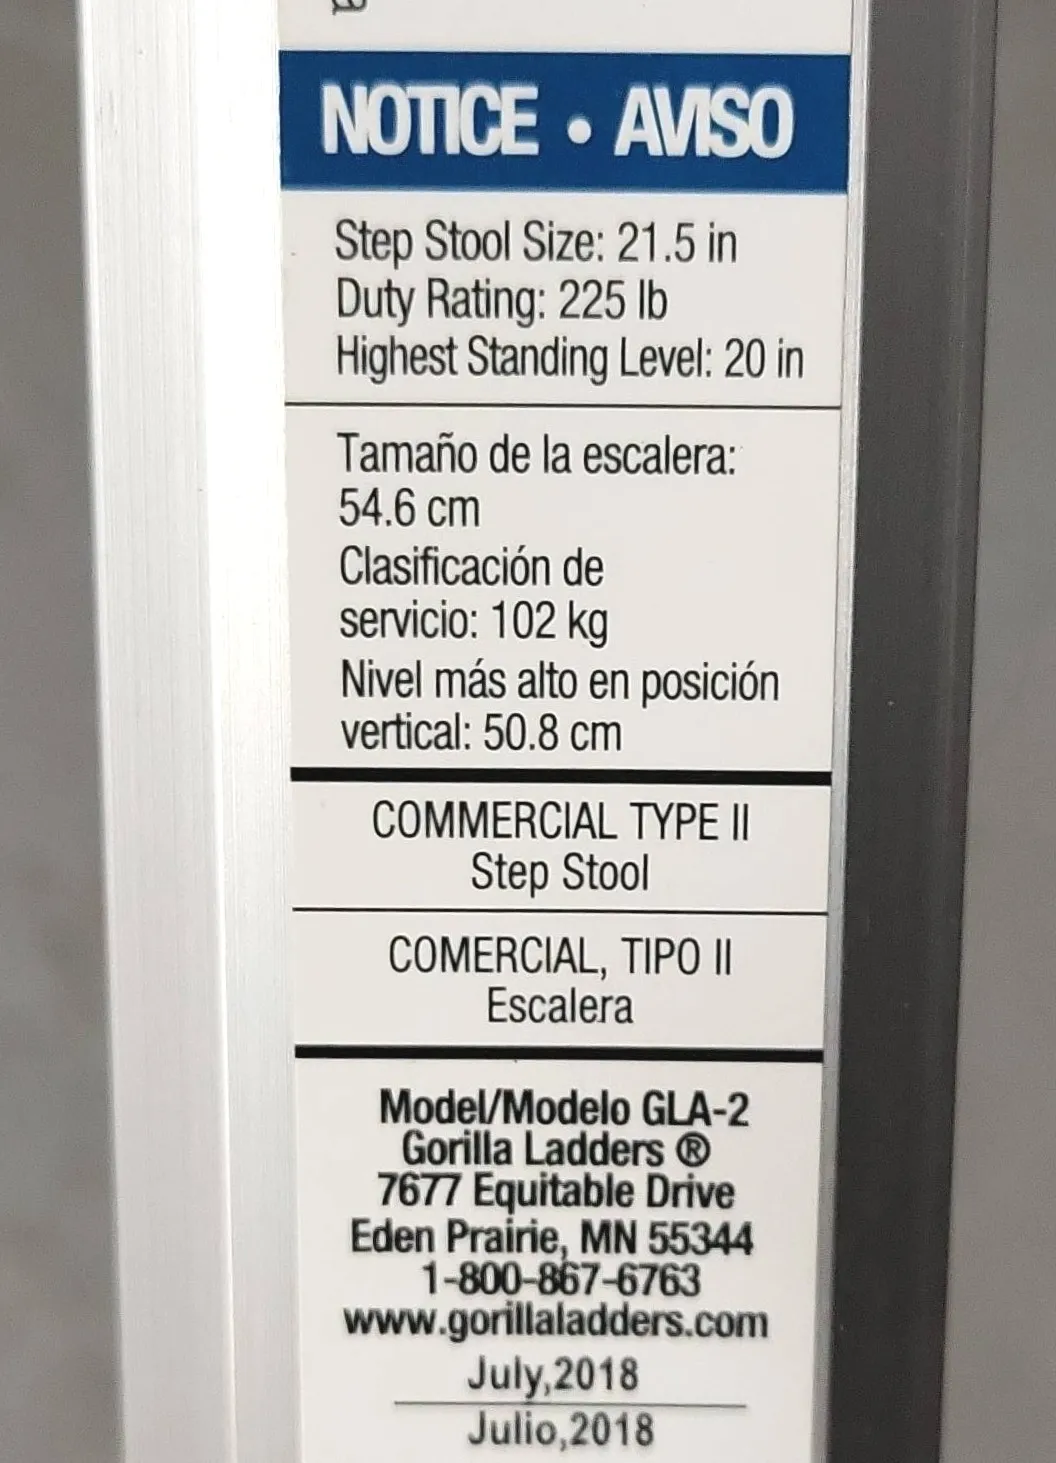 a
NOTICE • AVISO
Step Stool Size: 21.5 in
Duty Rating: 225 lb
Highest Standing Level: 20 in
Tamaño de la escalera:
54.6 cm
Clasificación de
servicio: 102 kg
Nivel más alto en posición
vertical: 50.8 cm
COMMERCIAL TYPE II
Step Stool
COMERCIAL, TIPO II
Escalera
Model/Modelo GLA-2
Gorilla Ladders ®
7677 Equitable Drive
Eden Prairie, MN 55344
1-800-867-6763
www.gorillaladders.com
July,2018
Julio,2018